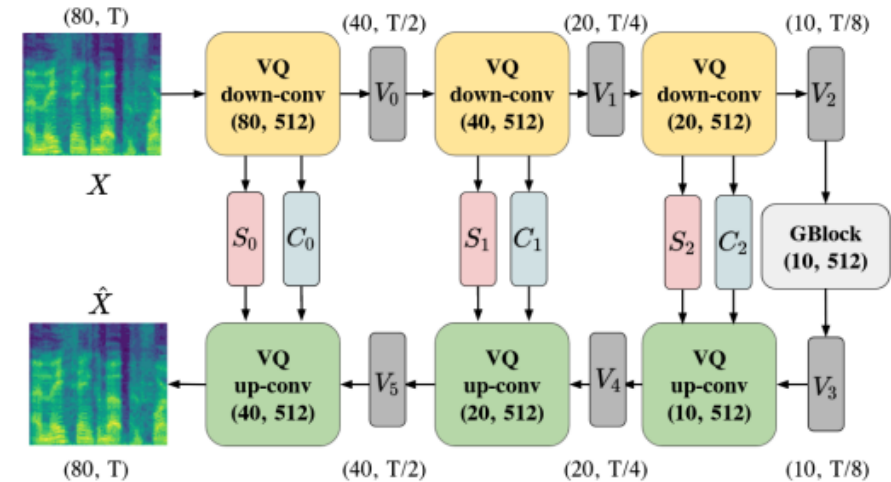 (80, T)
(40, T/2)
(20, T/4)
(10, T/8)
VQ
down-conv
(80, 512)
V₀
VQ
down-conv
(40, 512)
V₁
VQ
down-conv
(20, 512)
V₂
X
S₀
C₀
S₁
C₁
S₂
C₂
GBlock
(10, 512)
X̂
VQ
up-conv
(40, 512)
V₅
VQ
up-conv
(20, 512)
V₄
VQ
up-conv
(10, 512)
V₃
(80, T)
(40, T/2)
(20, T/4)
(10, T/8)